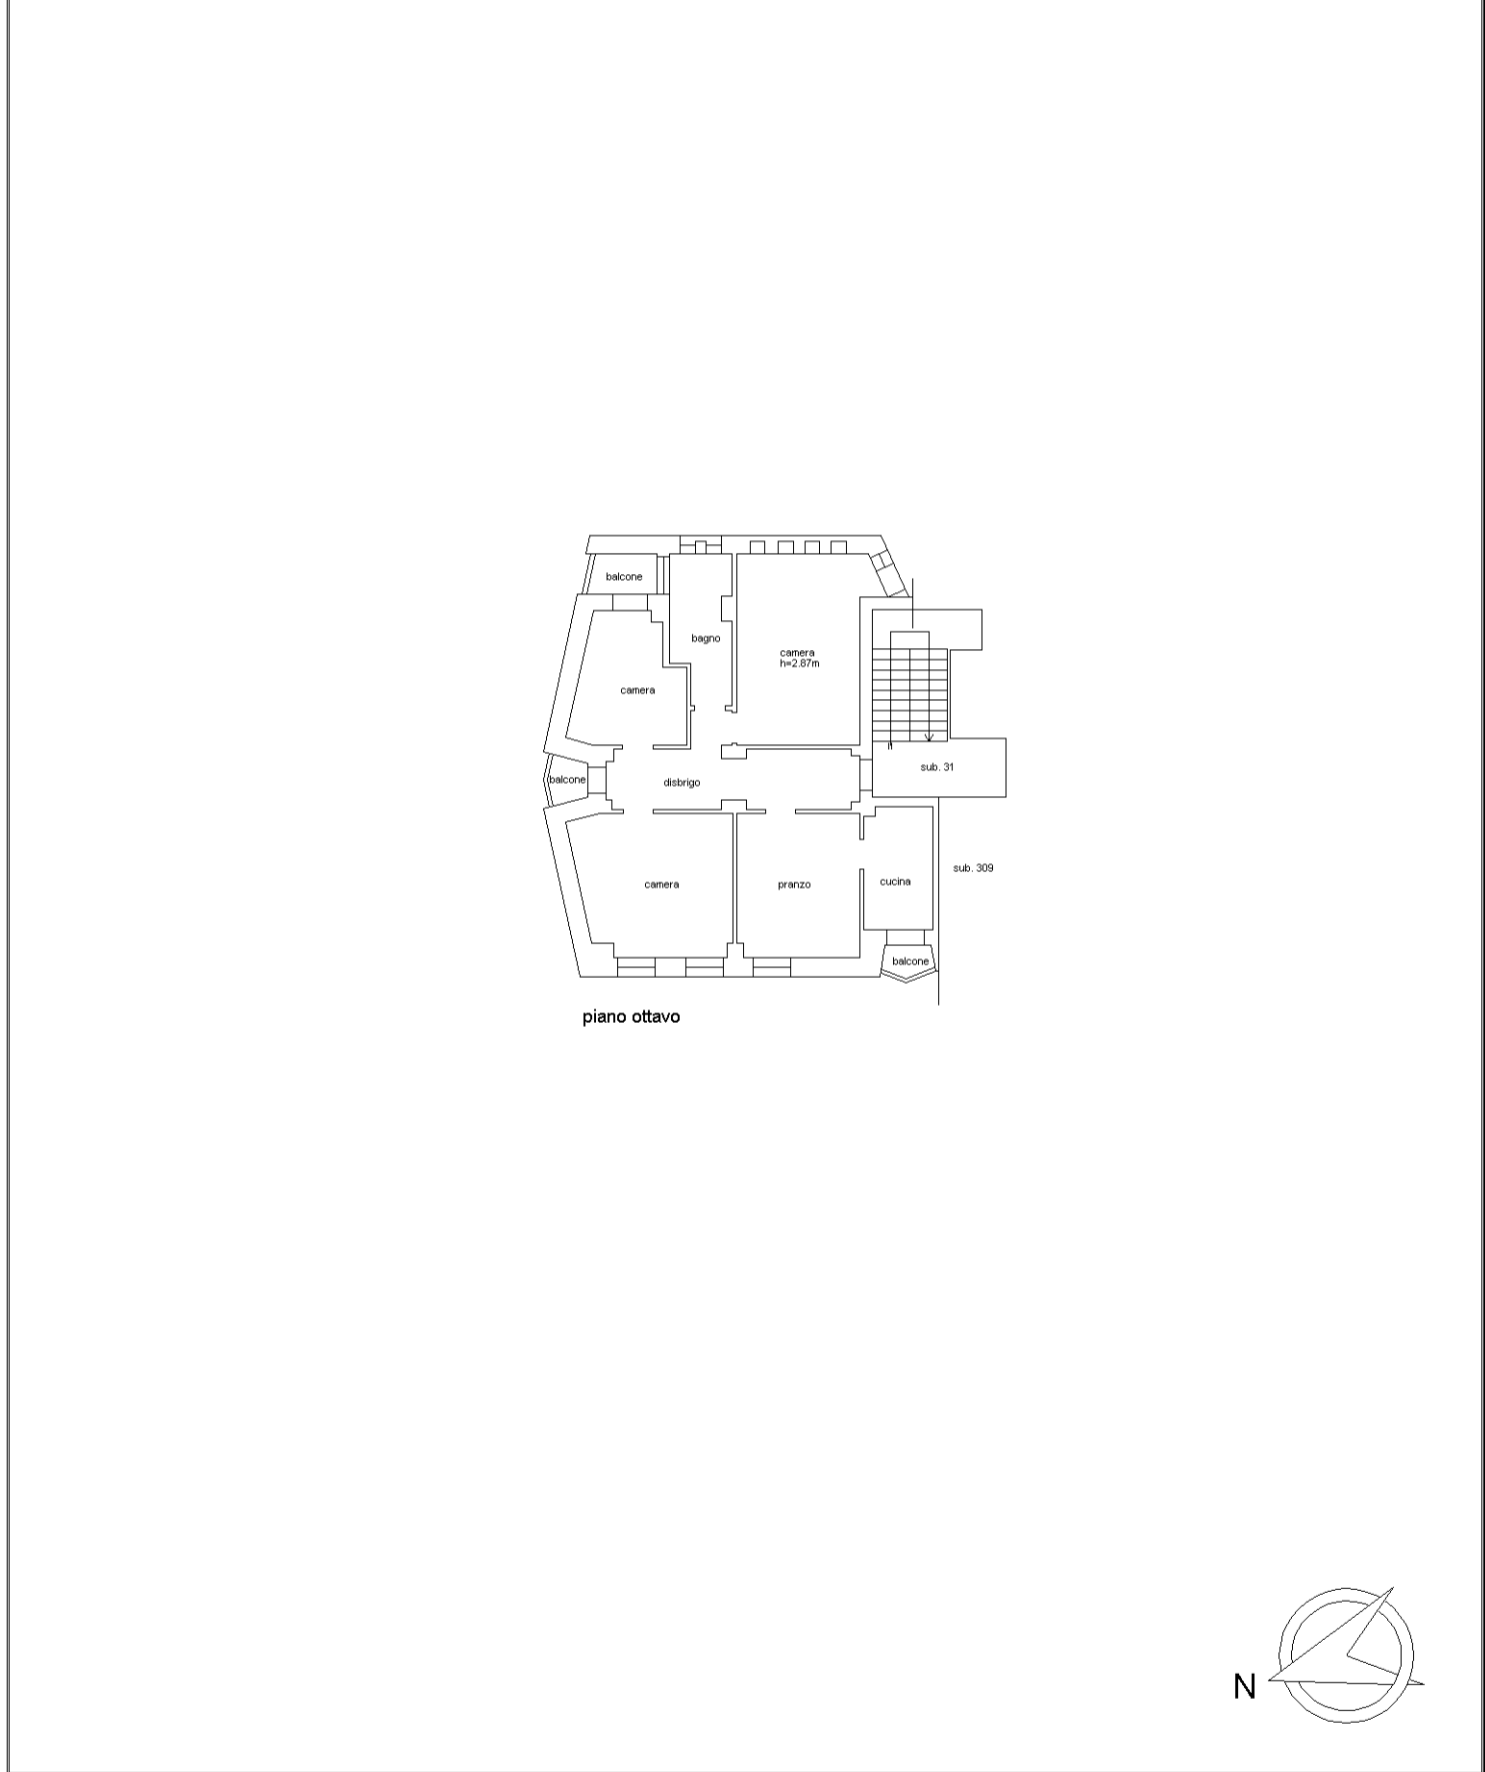 balcone
bagno
camera
h=2.87m
camera
sub. 31
balcone
disbrigo
sub. 309
camera
pranzo
cucina
balcone
piano ottavo
N